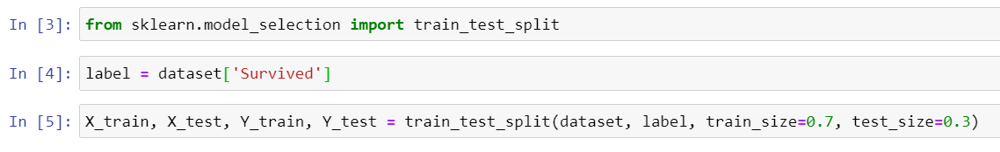 In [3]: from sklearn.model_selection import train_test_split
In [4]: label = dataset['Survived']
In [5]: X_train, X_test, Y_train, Y_test = train_test_split(dataset, label, train_size=0.7, test_size=0.3)